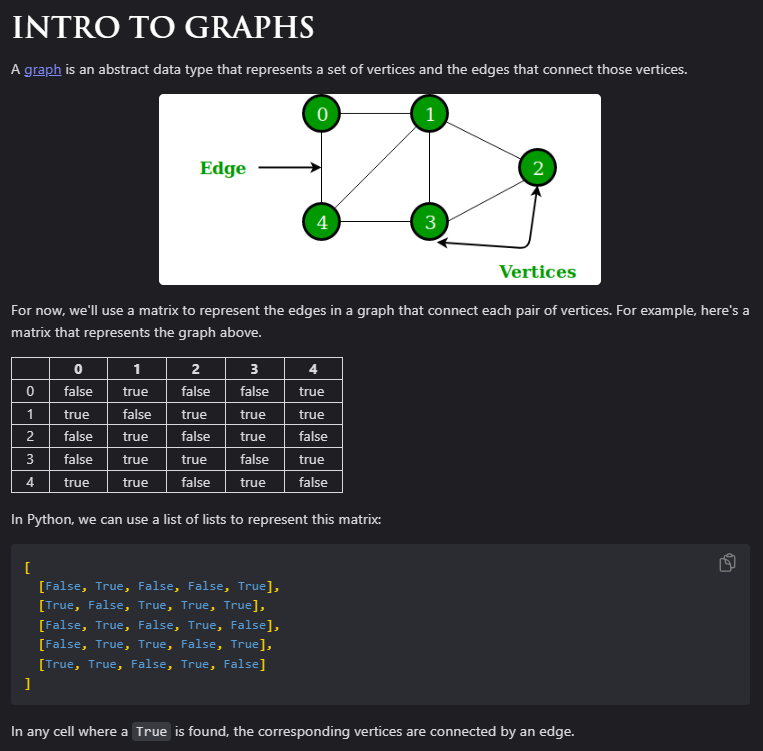 INTRO TO GRAPHS
A graph is an abstract data type that represents a set of vertices and the edges that connect those vertices.
0 1
Edge 2
4 3
Vertices
For now, we'll use a matrix to represent the edges in a graph that connect each pair of vertices. For example, here's a
matrix that represents the graph above.
0 1 2 3 4
0 false true false false true
1 true false true true true
2 false true false true false
3 false true true false true
4 true true false true false
In Python, we can use a list of lists to represent this matrix:
[
[False, True, False, False, True],
[True, False, True, True, True],
[False, True, False, True, False],
[False, True, True, False, True],
[True, True, False, True, False]
]
In any cell where a True is found, the corresponding vertices are connected by an edge.